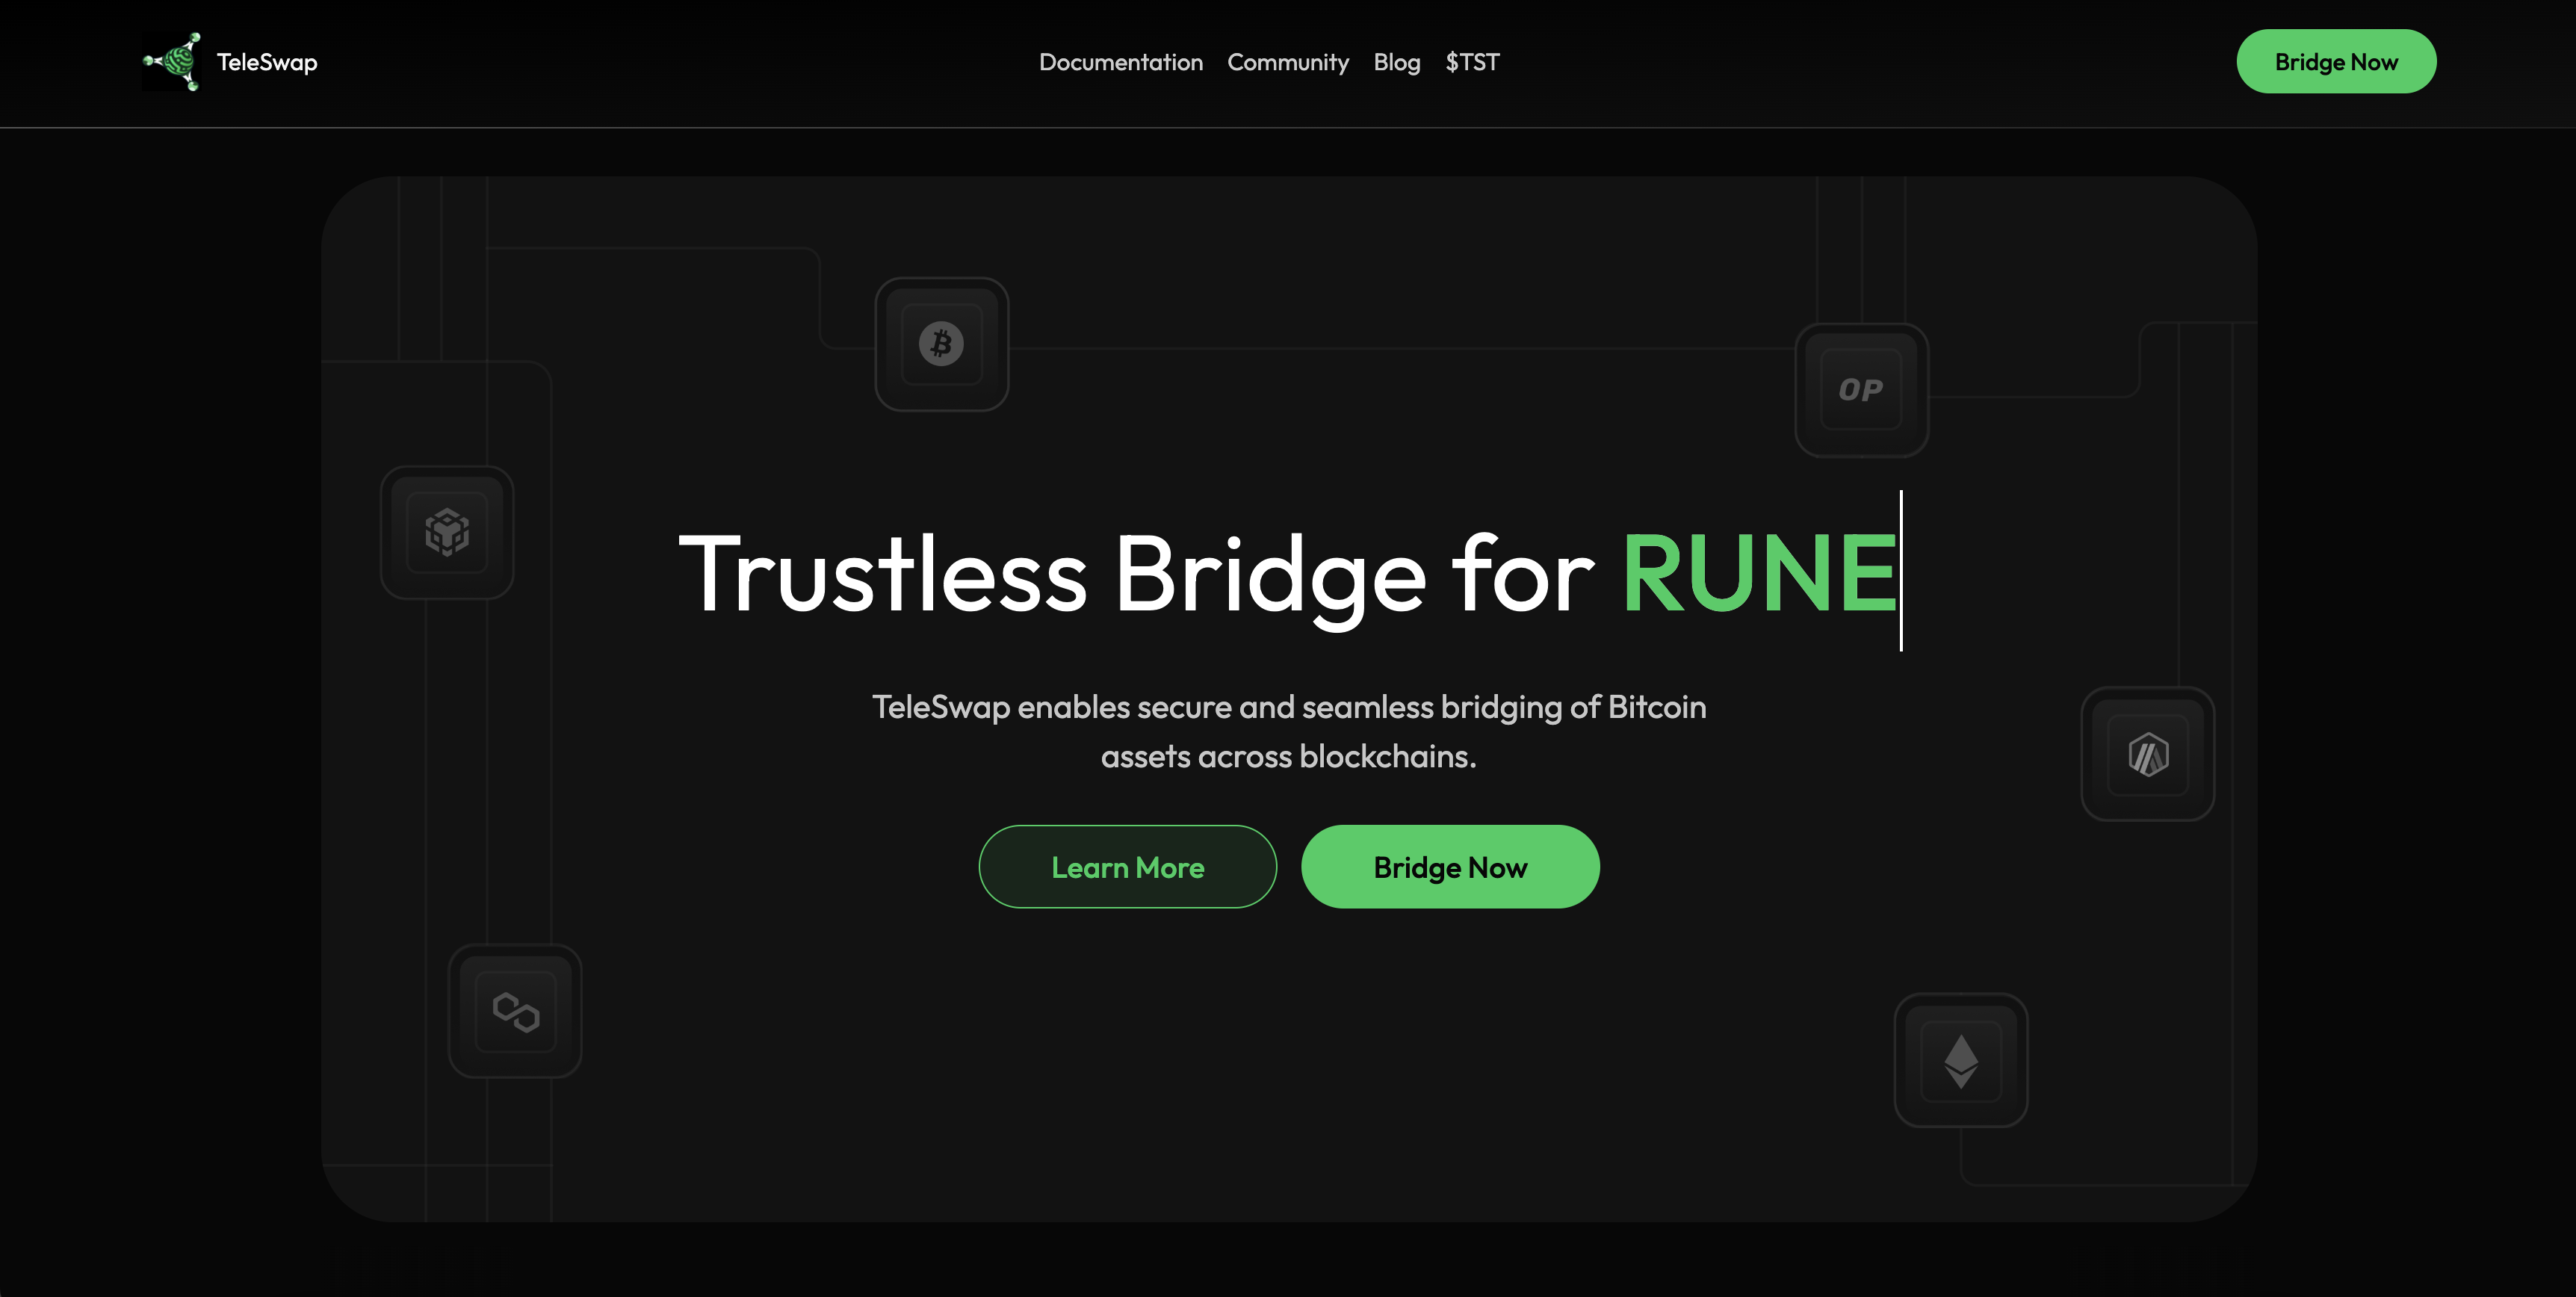 TeleSwap
Documentation Community Blog $TST
Bridge Now
OP
Trustless Bridge for RUNE
TeleSwap enables secure and seamless bridging of Bitcoin
assets across blockchains.
Learn More
Bridge Now